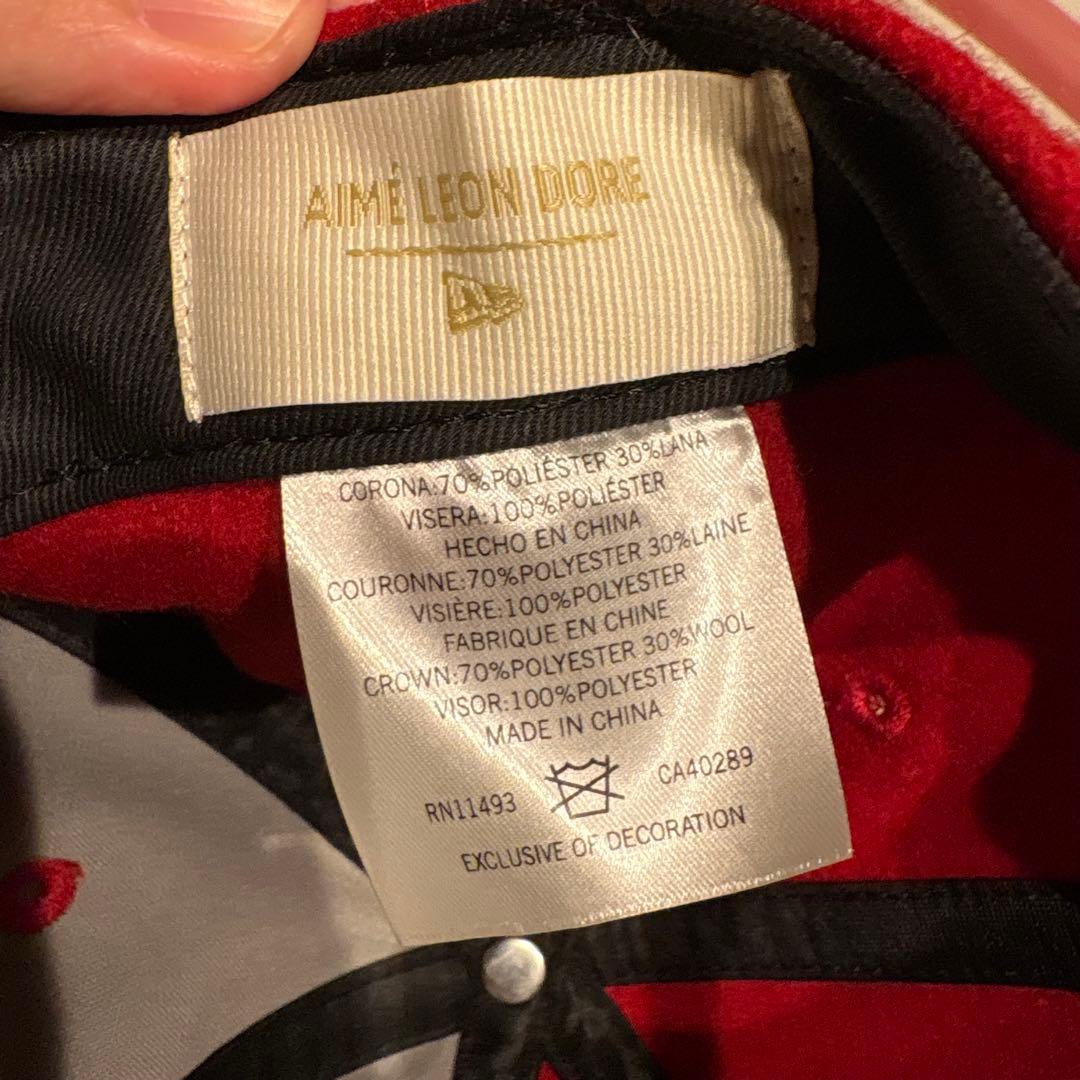 AIMÉ LEON DORE
CORONA:70%POLIÉSTER 30%LANA
VISERA:100%POLIÉSTER
HECHO EN CHINA
COURONNE:70%POLYESTER 30%LAINE
VISIÈRE:100%POLYESTER
FABRIQUE EN CHINE
CROWN:70%POLYESTER 30%WOOL
VISOR:100%POLYESTER
MADE IN CHINA
RN11493 CA40289
EXCLUSIVE OF DECORATION